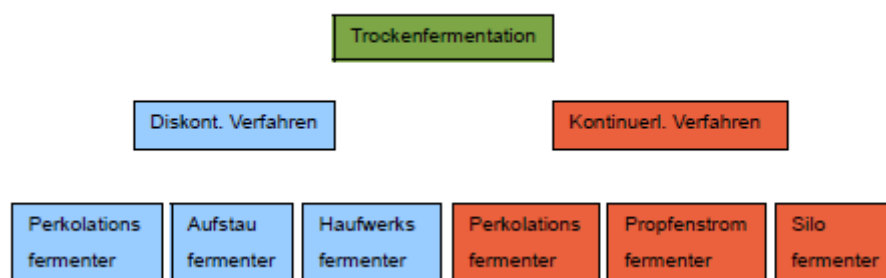 Trockenfermentation
Diskont. Verfahren
Kontinuerl. Verfahren
Perkolations
fermenter
Aufstau
fermenter
Haufwerks
fermenter
Perkolations
fermenter
Propfenstrom
fermenter
Silo
fermenter